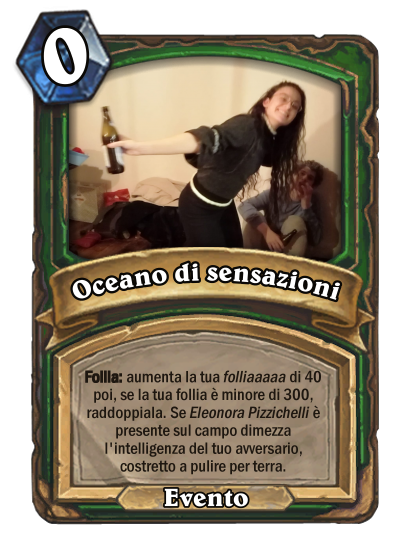 0
Oceano di sensazioni
Follia: aumenta la tua folliaaaaa di 40
poi, se la tua follia è minore di 300,
raddoppiala. Se Eleonora Pizzichelli è
presente sul campo dimezza
l'intelligenza del tuo avversario,
costretto a pulire per terra.
Evento